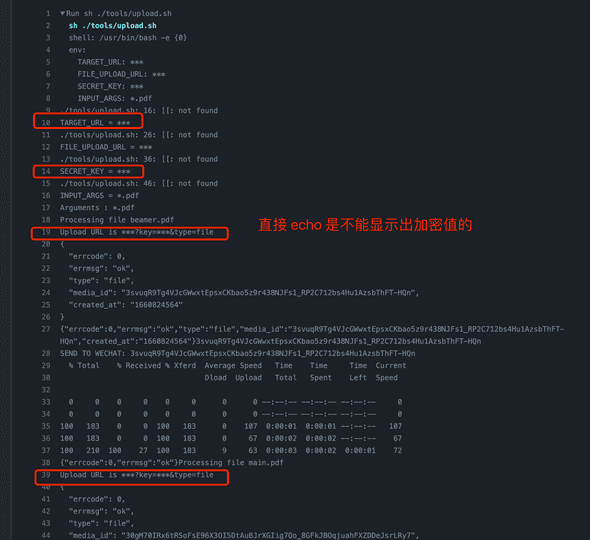 1 ▼Run sh ./tools/upload.sh
2 sh ./tools/upload.sh
3 shell: /usr/bin/bash -e {0}
4 env:
5 TARGET_URL: ***
6 FILE_UPLOAD_URL: ***
7 SECRET_KEY: ***
8 INPUT_ARGS: *.pdf
9 ./tools/upload.sh: 16: [[: not found
10 TARGET_URL = ***
11 ./tools/upload.sh: 26: [[: not found
12 FILE_UPLOAD_URL = ***
13 ./tools/upload.sh: 36: [[: not found
14 SECRET_KEY = ***
15 ./tools/upload.sh: 46: [[: not found
16 INPUT_ARGS = *.pdf
17 Arguments : *.pdf
18 Processing file beamer.pdf
直接 echo 是不能显示出加密值的
19 Upload URL is ***?key=***&type=file
20 {
21 "errcode": 0,
22 "errmsg": "ok",
23 "type": "file",
24 "media_id": "3svuqR9Tg4VJcGWwxtEpsxCKbao5z9r438NJFs1_RP2C712bs4Hu1AzsbThFT-HQn",
25 "created_at": "1660824564"
26 }
27 {"errcode":0,"errmsg":"ok","type":"file","media_id":"3svuqR9Tg4VJcGWwxtEpsxCKbao5z9r438NJFs1_RP2C712bs4Hu1AzsbThFT-
HQn","created_at":"1660824564"}3svuqR9Tg4VJcGWwxtEpsxCKbao5z9r438NJFs1_RP2C712bs4Hu1AzsbThFT-HQn
28 SEND TO WECHAT: 3svuqR9Tg4VJcGWwxtEpsxCKbao5z9r438NJFs1_RP2C712bs4Hu1AzsbThFT-HQn
29 % Total % Received % Xferd Average Speed Time Time Time Current
30 Dload Upload Total Spent Left Speed
32
33 0 0 0 0 0 0 0 0 --:--:-- --:--:-- --:--:-- 0
34 0 0 0 0 0 0 0 0 --:--:-- --:--:-- --:--:-- 0
35 100 183 0 0 100 183 0 107 0:00:01 0:00:01 --:--:-- 107
36 100 183 0 0 100 183 0 67 0:00:02 0:00:02 --:--:-- 67
37 100 210 100 27 100 183 9 63 0:00:03 0:00:02 0:00:01 72
38 {"errcode":0,"errmsg":"ok"}Processing file main.pdf
39 Upload URL is ***?key=***&type=file
40 {
41 "errcode": 0,
42 "errmsg": "ok",
43 "type": "file",
44 "media_id":